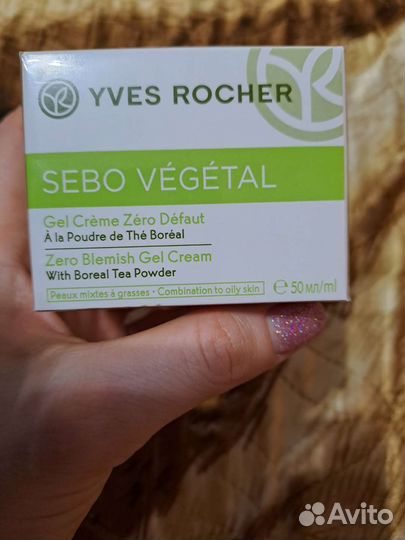 YVES ROCHER
SEBO VÉGÉTAL
Gel Crème Zéro Défaut
À la Poudre de Thé Boréal
Zero Blemish Gel Cream
With Boreal Tea Powder
Peaux mixtes à grasses • Combination to oily skin
℮ 50 мл/ml
Avito